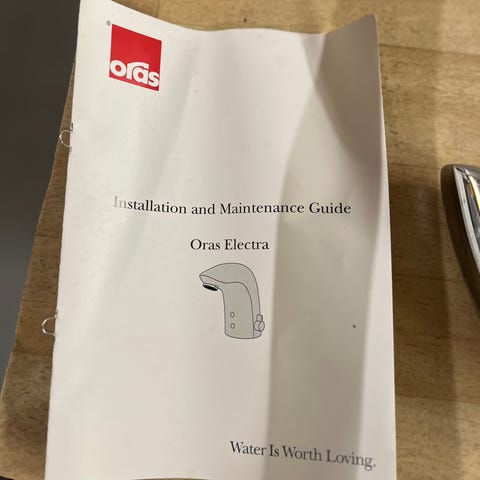 ®
oras
Installation and Maintenance Guide
Oras Electra
Water Is Worth Loving.